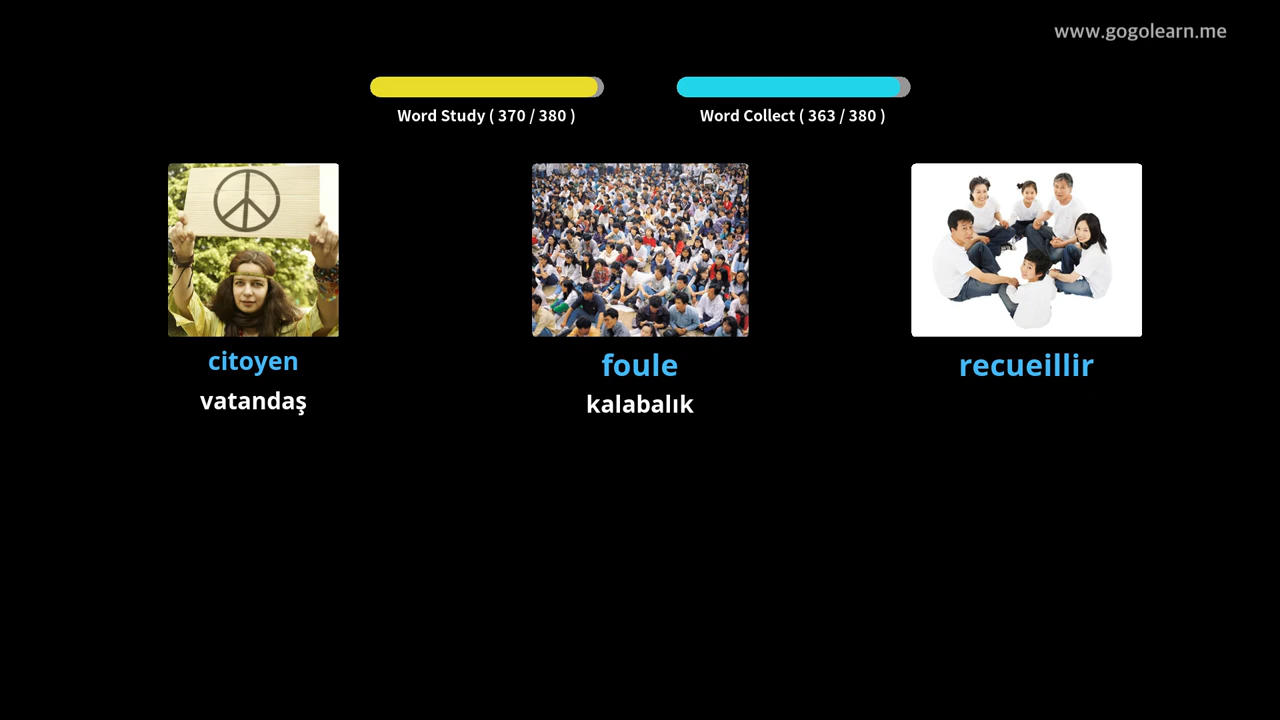 www.gogolearn.me
Word Study ( 370 / 380 )
Word Collect ( 363 / 380 )
citoyen
vatandaş
foule
kalabalık
recueillir